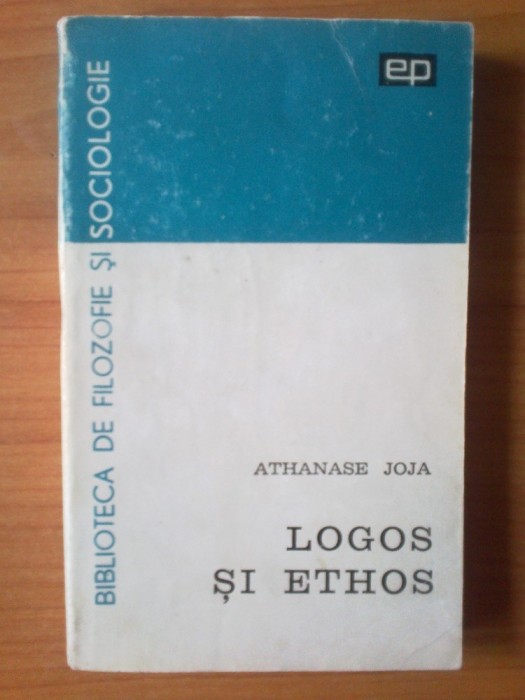 ep
BIBLIOTECA DE FILOZOFIE ȘI SOCIOLOGIE
ATHANASE JOJA
LOGOS
ȘI ETHOS